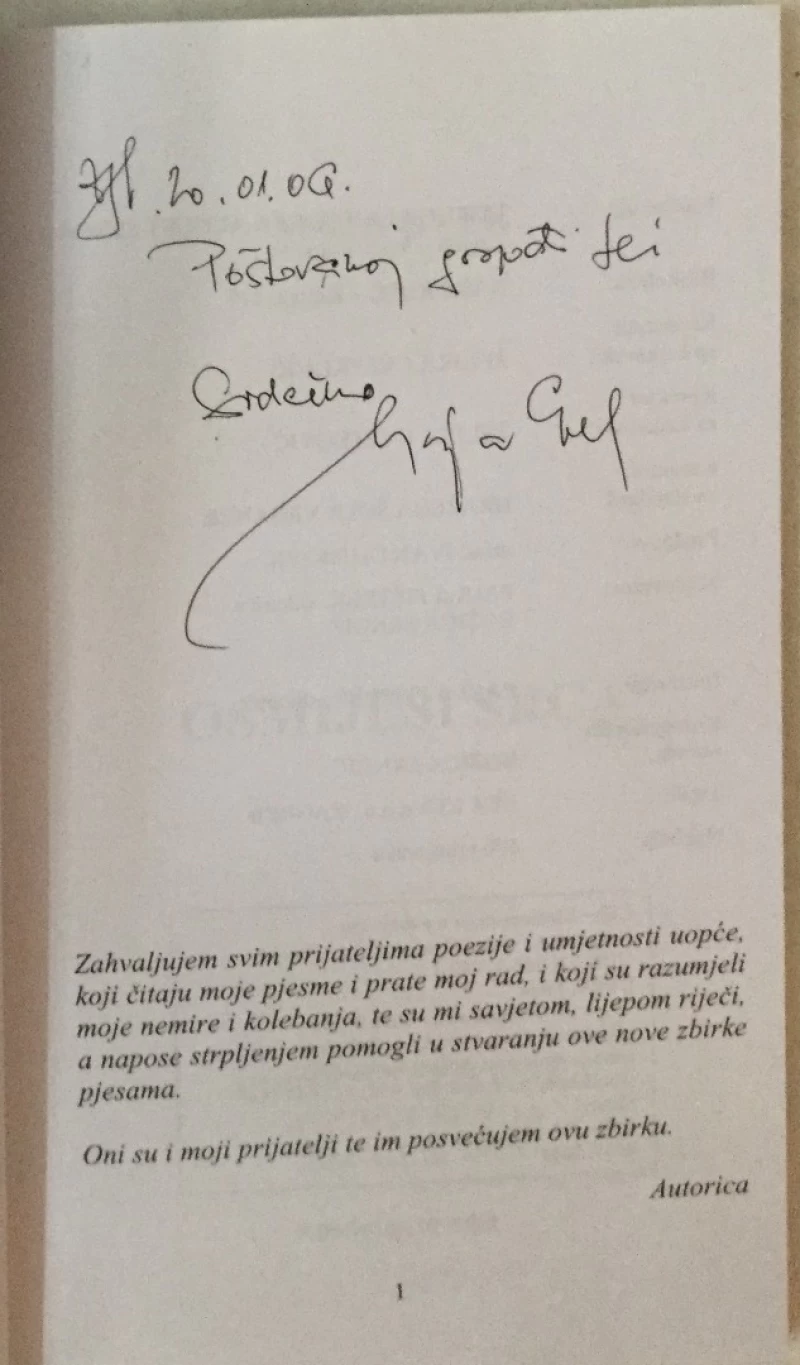 20.01.06.
Poštovanoj gospođi
Srdačno
Zahvaljujem svim prijateljima poezije i umjetnosti uopće,
koji čitaju moje pjesme i prate moj rad, i koji su razumjeli
moje nemire i kolebanja, te su mi savjetom, lijepom riječi,
a napose strpljenjem pomogli u stvaranju ove nove zbirke
pjesama.
Oni su i moji prijatelji te im posvećujem ovu zbirku.
Autorica
1